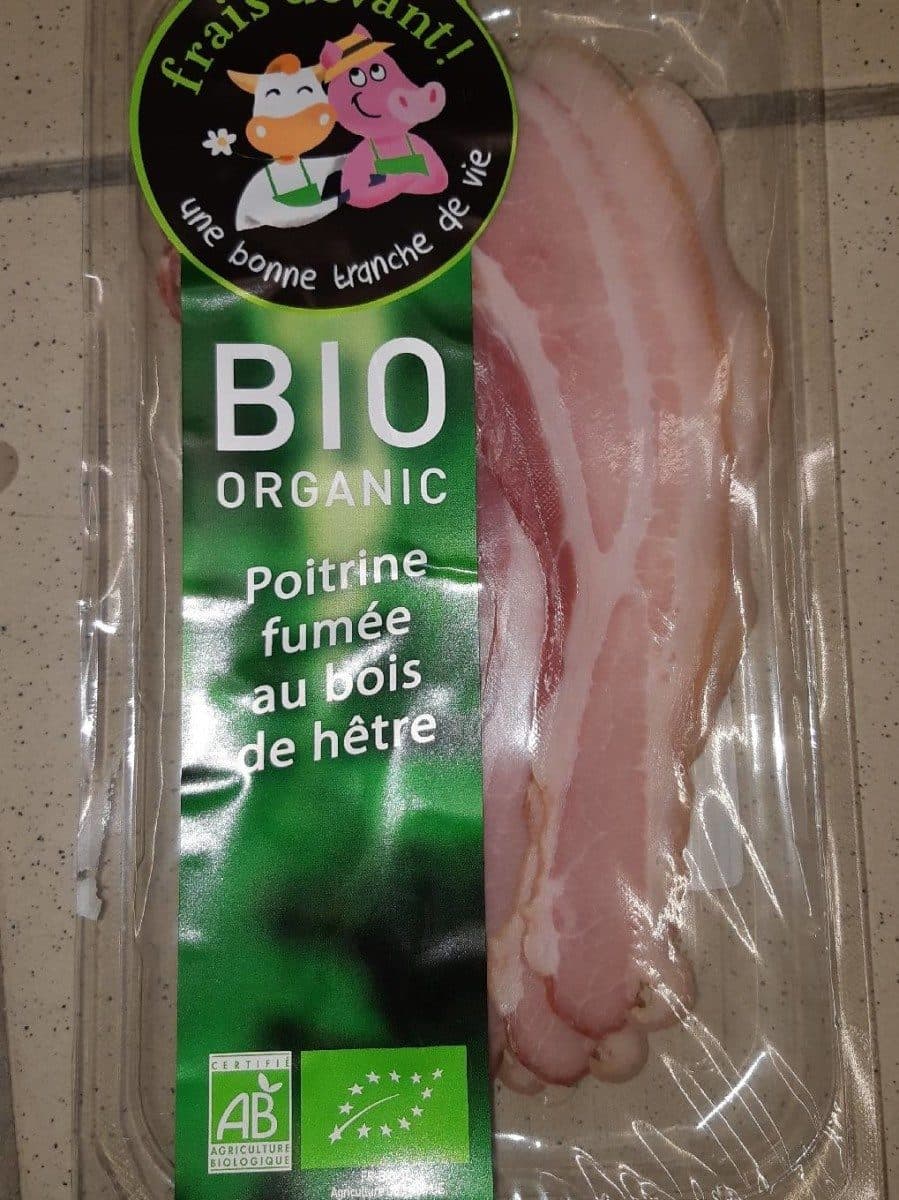 frais devant!
une bonne tranche de vie
BIO
ORGANIC
Poitrine
fumée
au bois
de hêtre
CERTIFIÉ
AB
AGRICULTURE
BIOLOGIQUE
Agriculture